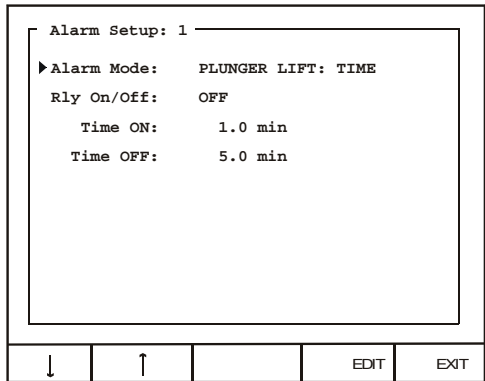 Alarm Setup: 1
Alarm Mode: PLUNGER LIFT: TIME
Rly On/Off: OFF
Time ON: 1.0 min
Time OFF: 5.0 min
↓ ↑ EDIT EXIT